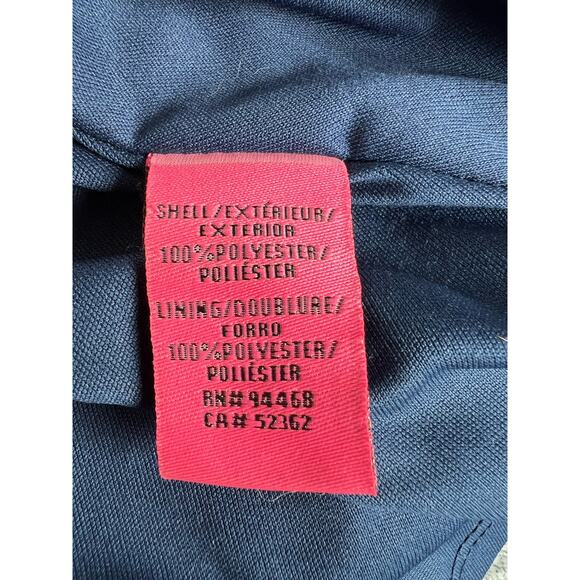 SHELL/EXTÉRIEUR/
EXTERIOR
100%POLYESTER/
POLIÉSTER
LINING/DOUBLURE/
FORRO
100%POLYESTER/
POLIÉSTER
RN# 94468
CA# 52362